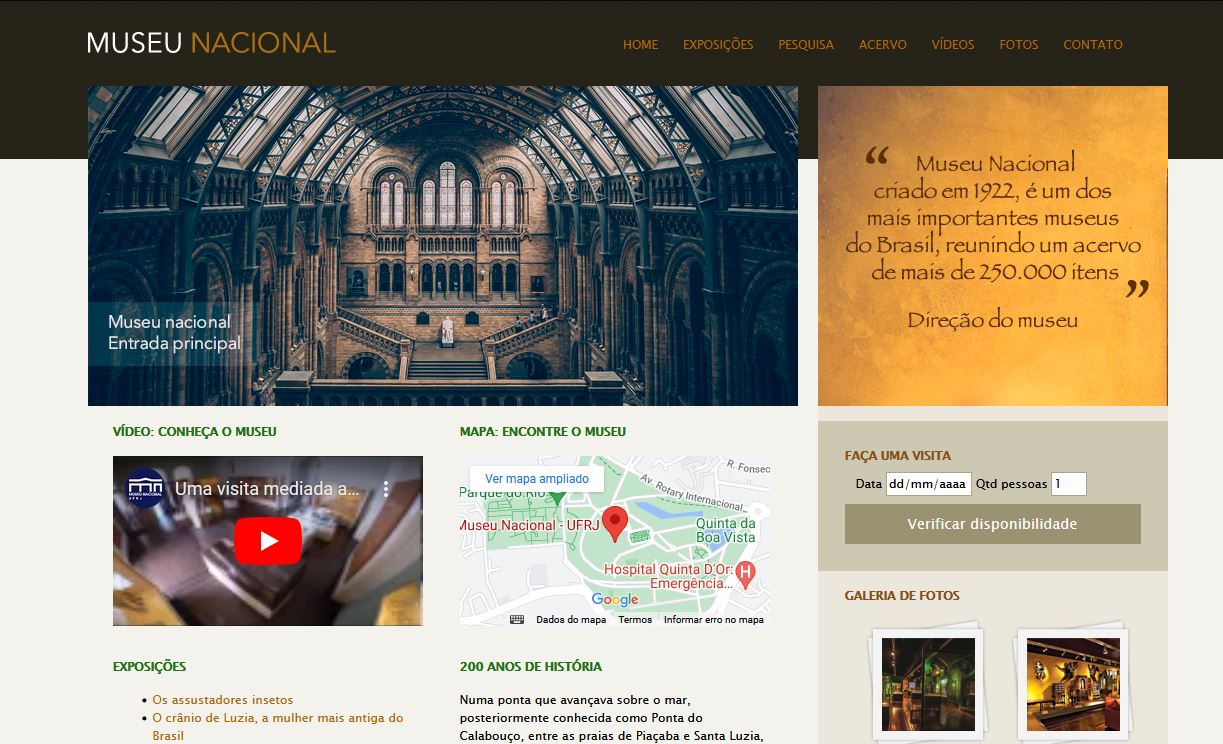 MUSEU NACIONAL
HOME EXPOSIÇÕES PESQUISA ACERVO VÍDEOS FOTOS CONTATO
Museu nacional
Entrada principal
“ Museu Nacional
criado em 1922, é um dos
mais importantes museus
do Brasil, reunindo um acervo
de mais de 250.000 itens ”
Direção do museu
VÍDEO: CONHEÇA O MUSEU
MUSEU NACIONAL
UFRJ
Uma visita mediada a...
MAPA: ENCONTRE O MUSEU
Ver mapa ampliado
R. Fonsec
Av. Rotary Internacional
Parque do Rio
Museu Nacional - UFRJ
Quinta da
Boa Vista
Hospital Quinta D'Or:
Emergência...
H
Google
Dados do mapa Termos Informar erro no mapa
FAÇA UMA VISITA
Data dd/mm/aaaa Qtd pessoas 1
Verificar disponibilidade
GALERIA DE FOTOS
EXPOSIÇÕES
• Os assustadores insetos
• O crânio de Luzia, a mulher mais antiga do
Brasil
200 ANOS DE HISTÓRIA
Numa ponta que avançava sobre o mar,
posteriormente conhecida como Ponta do
Calabouço, entre as praias de Piaçaba e Santa Luzia,